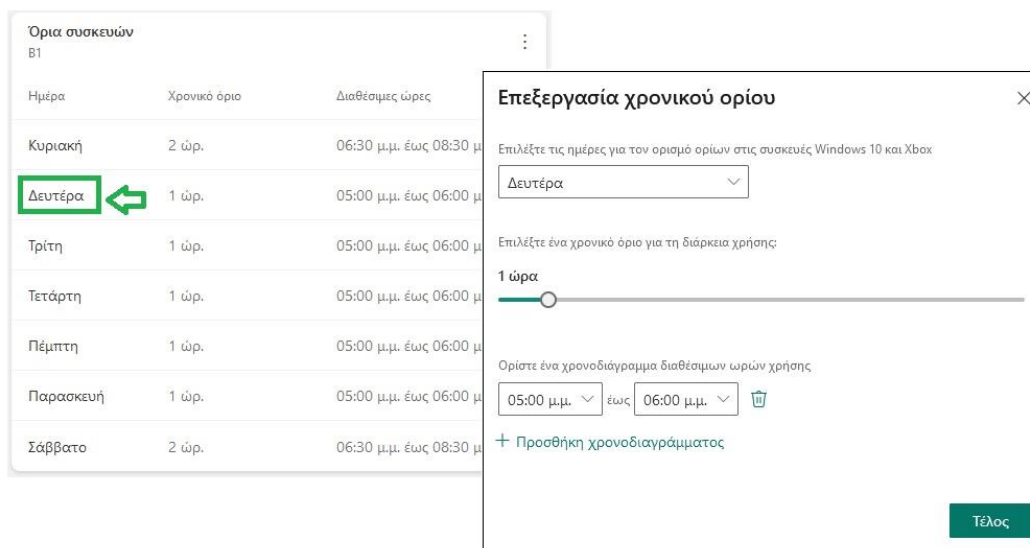 Όρια συσκευών
B1
Ημέρα Χρονικό όριο Διαθέσιμες ώρες
Κυριακή 2 ώρ. 06:30 μ.μ. έως 08:30 μ
Δευτέρα 1 ώρ. 05:00 μ.μ. έως 06:00 μ
Τρίτη 1 ώρ. 05:00 μ.μ. έως 06:00 μ
Τετάρτη 1 ώρ. 05:00 μ.μ. έως 06:00 μ
Πέμπτη 1 ώρ. 05:00 μ.μ. έως 06:00 μ
Παρασκευή 1 ώρ. 05:00 μ.μ. έως 06:00 μ
Σάββατο 2 ώρ. 06:30 μ.μ. έως 08:30 μ
Επεξεργασία χρονικού ορίου
Επιλέξτε τις ημέρες για τον ορισμό ορίων στις συσκευές Windows 10 και Xbox
Δευτέρα
Επιλέξτε ένα χρονικό όριο για τη διάρκεια χρήσης:
1 ώρα
Ορίστε ένα χρονοδιάγραμμα διαθέσιμων ωρών χρήσης
05:00 μ.μ. έως 06:00 μ.μ.
+ Προσθήκη χρονοδιαγράμματος
Τέλος